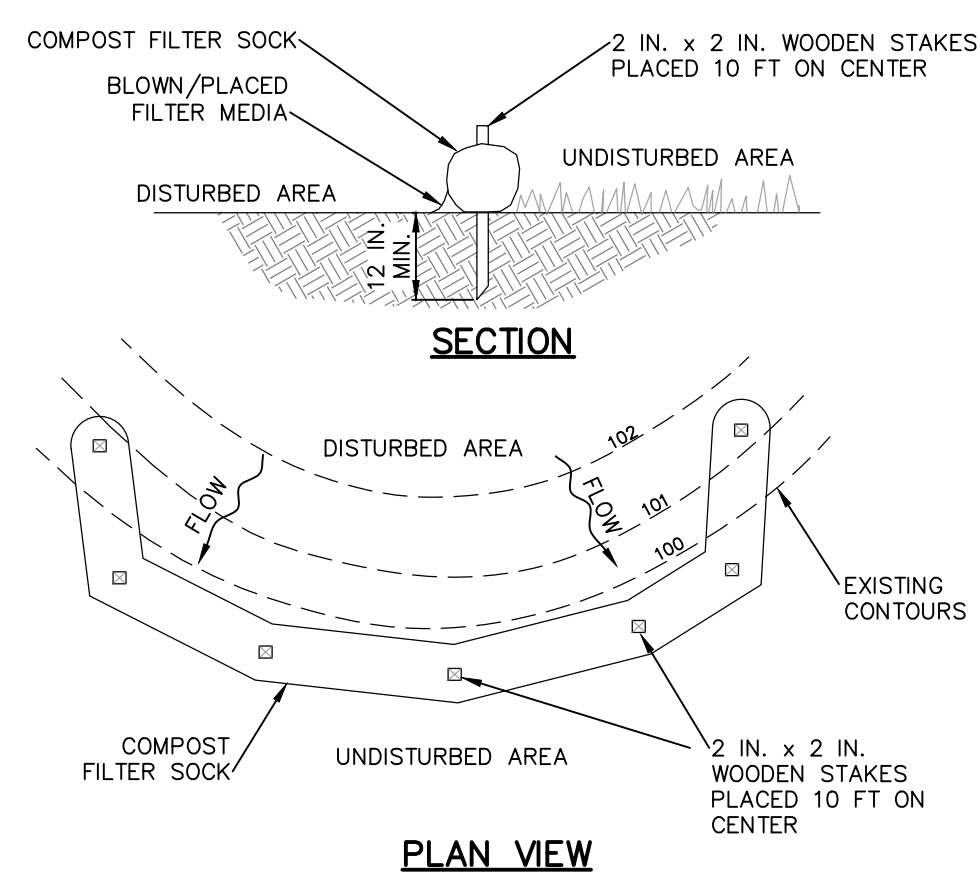 COMPOST FILTER SOCK
2 IN. x 2 IN. WOODEN STAKES
PLACED 10 FT ON CENTER
BLOWN/PLACED
FILTER MEDIA
UNDISTURBED AREA
DISTURBED AREA
12 IN.
MIN.
SECTION
DISTURBED AREA
102
FLOW
FLOW
101
100
EXISTING
CONTOURS
COMPOST
FILTER SOCK
UNDISTURBED AREA
2 IN. x 2 IN.
WOODEN STAKES
PLACED 10 FT ON
CENTER
PLAN VIEW